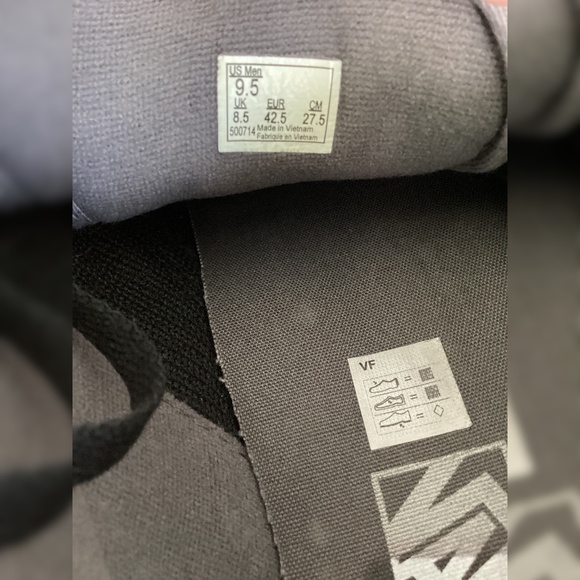 US Men
9.5
UK EUR CM
8.5 42.5 27.5
500714 Made in Vietnam
Fabriqué en Vietnam
VF
= 
= 
=